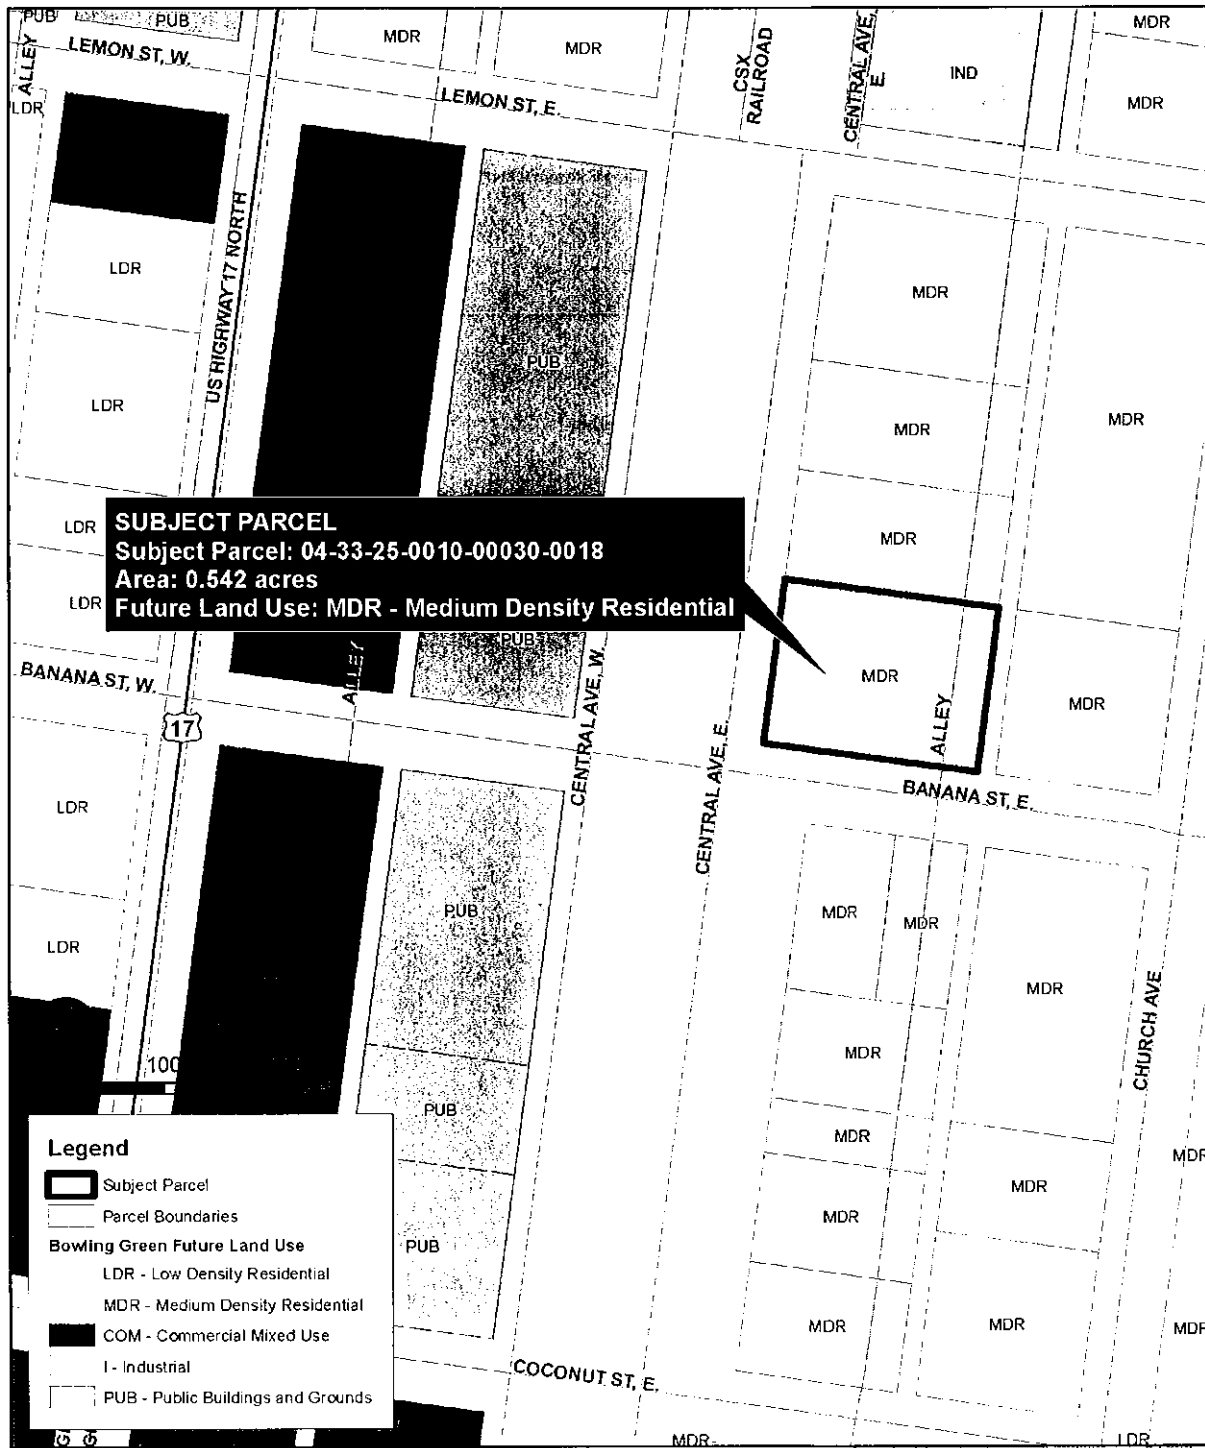 PUB
PUB
MDR
MDR
MDR
ALLEY
LEMON ST, W.
CSX
RAILROAD
CENTRAL AVE,
E.
IND
LDR
LEMON ST, E.
MDR
LDR
US HIGHWAY 17 NORTH
MDR
PUB
LDR
MDR
MDR
LDR
MDR
SUBJECT PARCEL
Subject Parcel: 04-33-25-0010-00030-0018
Area: 0.542 acres
Future Land Use: MDR - Medium Density Residential
LDR
PUB
BANANA ST, W.
ALLEY
CENTRAL AVE, W.
MDR
MDR
17
ALLEY
CENTRAL AVE, E.
BANANA ST, E.
LDR
PUB
MDR
MDR
LDR
MDR
CHURCH AVE
100
MDR
PUB
MDR
MDR
MDR
MDR
PUB
MDR
MDR
MDR
COCONUT ST, E.
MDR
LDR
Legend
Subject Parcel
Parcel Boundaries
Bowling Green Future Land Use
LDR - Low Density Residential
MDR - Medium Density Residential
COM - Commercial Mixed Use
I - Industrial
PUB - Public Buildings and Grounds